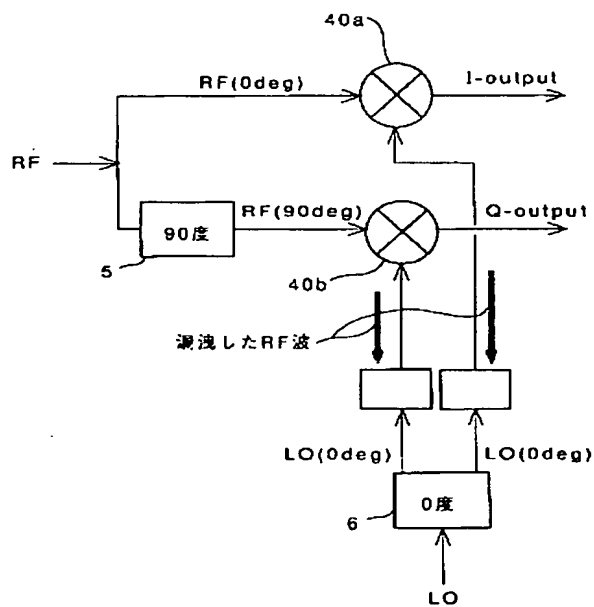 40a
RF(0deg)
I-output
RF
RF(90deg)
Q-output
90度
5
40b
漏洩したRF波
LO(0deg)
LO(0deg)
6
0度
LO